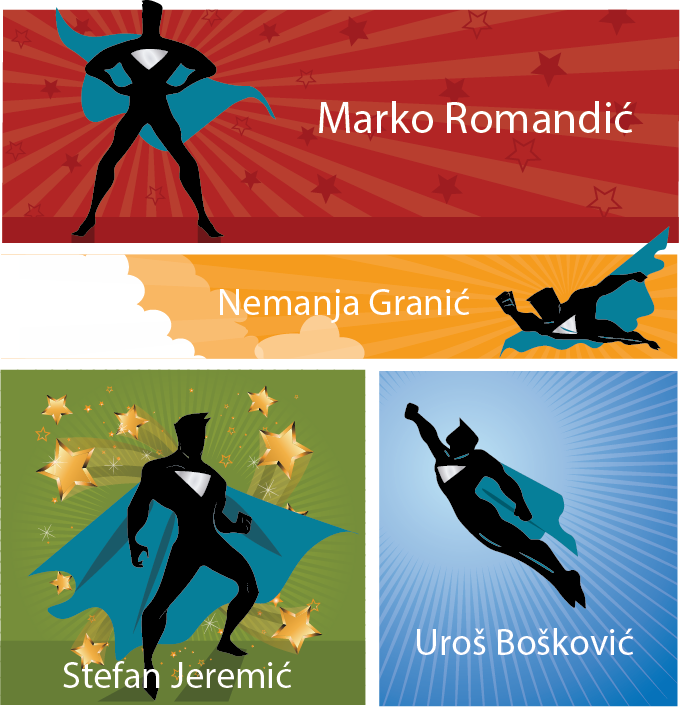 Marko Romandić
Nemanja Granić
Stefan Jeremić
Uroš Bošković